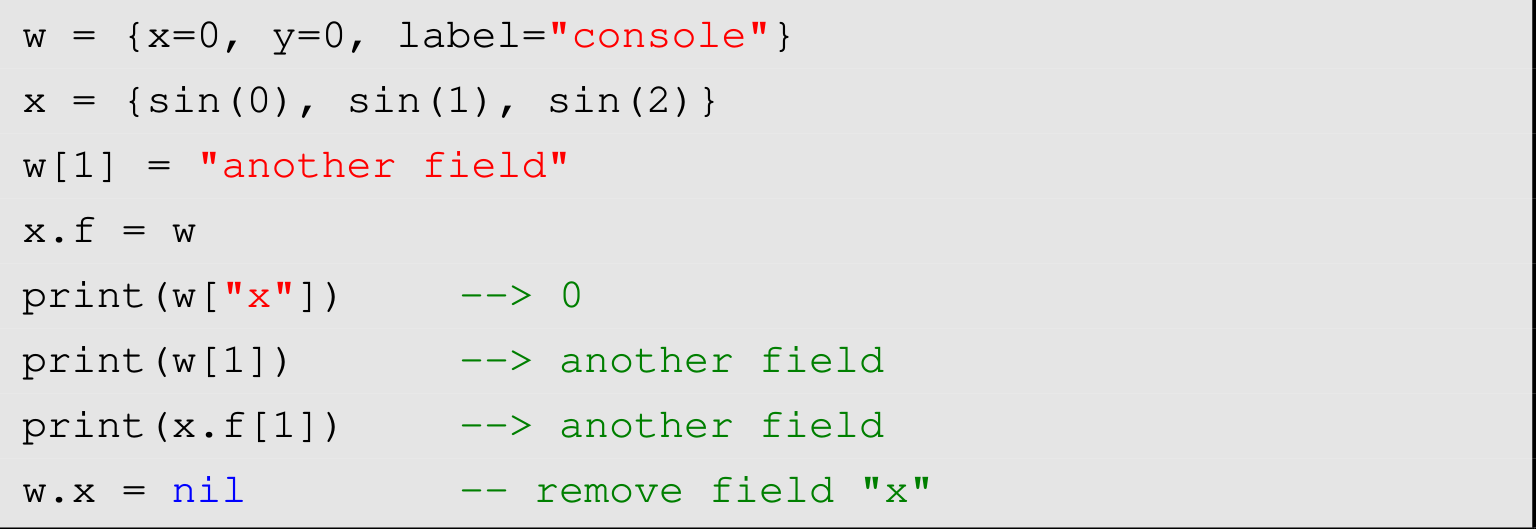 w = {x=0, y=0, label="console"}
x = {sin(0), sin(1), sin(2)}
w[1] = "another field"
x.f = w
print(w["x"])     --> 0
print(w[1])       --> another field
print(x.f[1])     --> another field
w.x = nil         -- remove field "x"